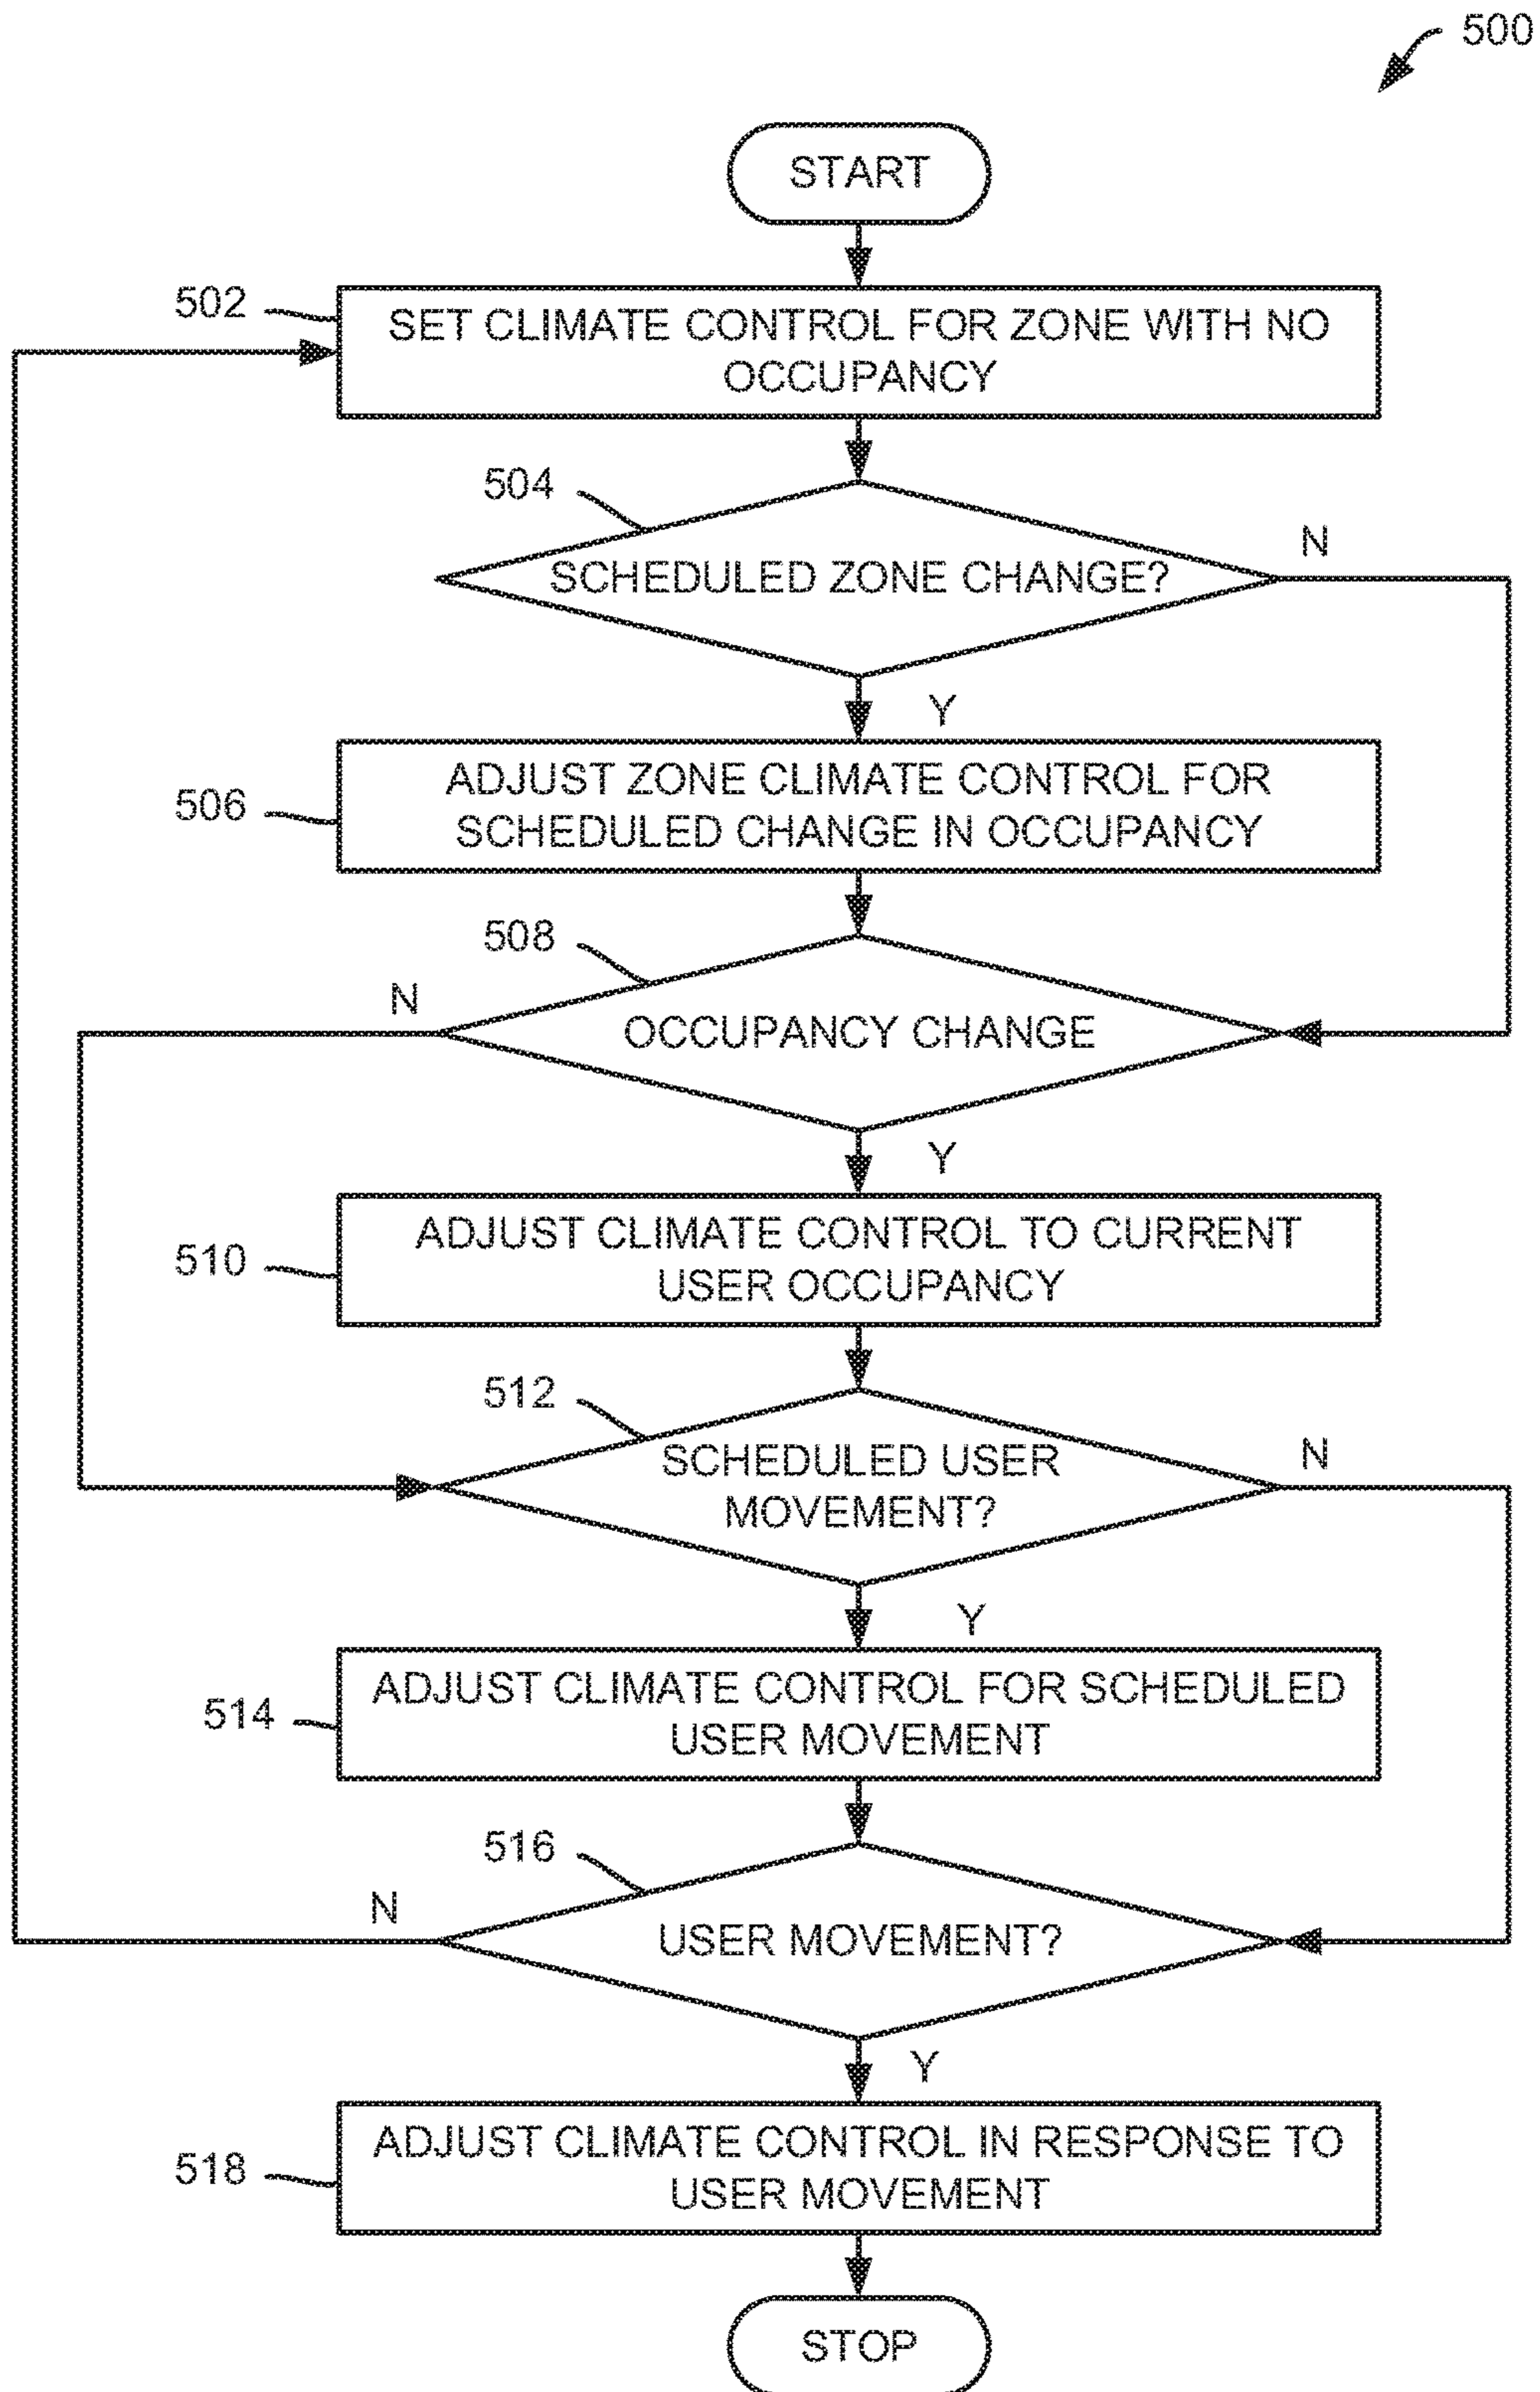 500
START
502
SET CLIMATE CONTROL FOR ZONE WITH NO
OCCUPANCY
504
N
SCHEDULED ZONE CHANGE?
Y
506
ADJUST ZONE CLIMATE CONTROL FOR
SCHEDULED CHANGE IN OCCUPANCY
508
N
OCCUPANCY CHANGE
Y
510
ADJUST CLIMATE CONTROL TO CURRENT
USER OCCUPANCY
512
N
SCHEDULED USER
MOVEMENT?
Y
514
ADJUST CLIMATE CONTROL FOR SCHEDULED
USER MOVEMENT
516
N
USER MOVEMENT?
Y
518
ADJUST CLIMATE CONTROL IN RESPONSE TO
USER MOVEMENT
STOP